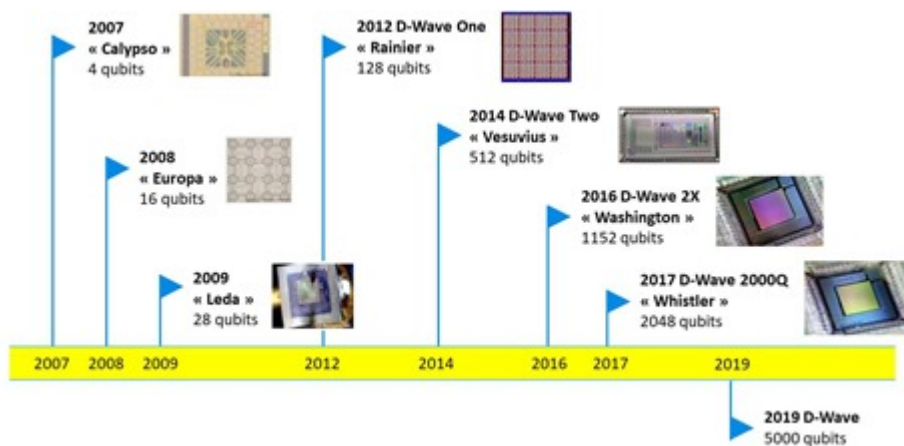 2007
« Calypso »
4 qubits
2008
« Europa »
16 qubits
2009
« Leda »
28 qubits
2012 D-Wave One
« Rainier »
128 qubits
2014 D-Wave Two
« Vesuvius »
512 qubits
2016 D-Wave 2X
« Washington »
1152 qubits
2017 D-Wave 2000Q
« Whistler »
2048 qubits
2007 2008 2009 2012 2014 2016 2017 2019
2019 D-Wave
5000 qubits